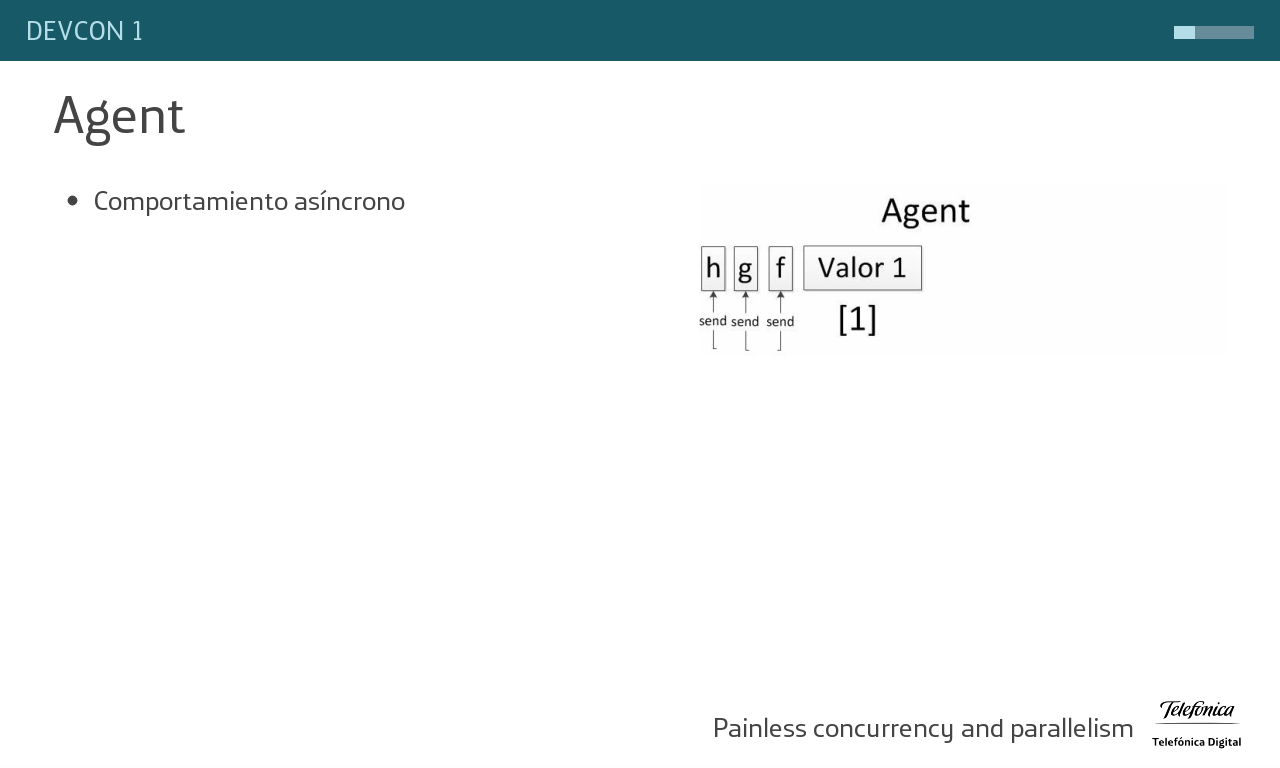 DEVCON 1
Agent
Comportamiento asíncrono
Agent
h g f Valor 1
send send send [1]
Painless concurrency and parallelism
Telefónica
Telefónica Digital